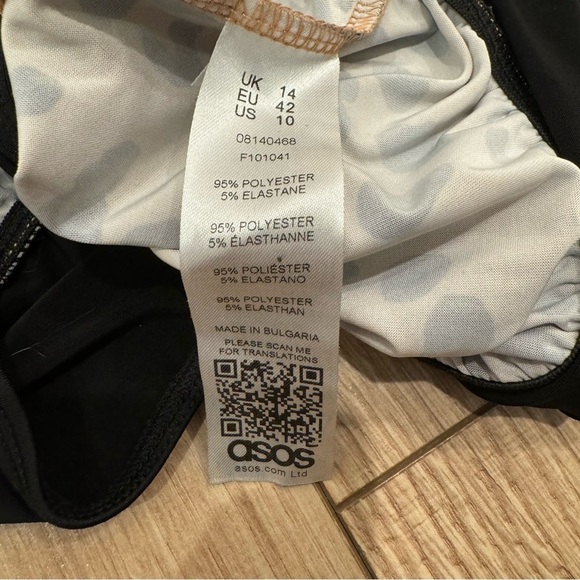 UK 14
EU 42
US 10
08140468
F101041
95% POLYESTER
5% ELASTANE
95% POLYESTER
5% ÉLASTHANNE
95% POLIÉSTER
5% ELASTANO
95% POLYESTER
5% ELASTHAN
MADE IN BULGARIA
PLEASE SCAN ME
FOR TRANSLATIONS
asos
asos.com Ltd